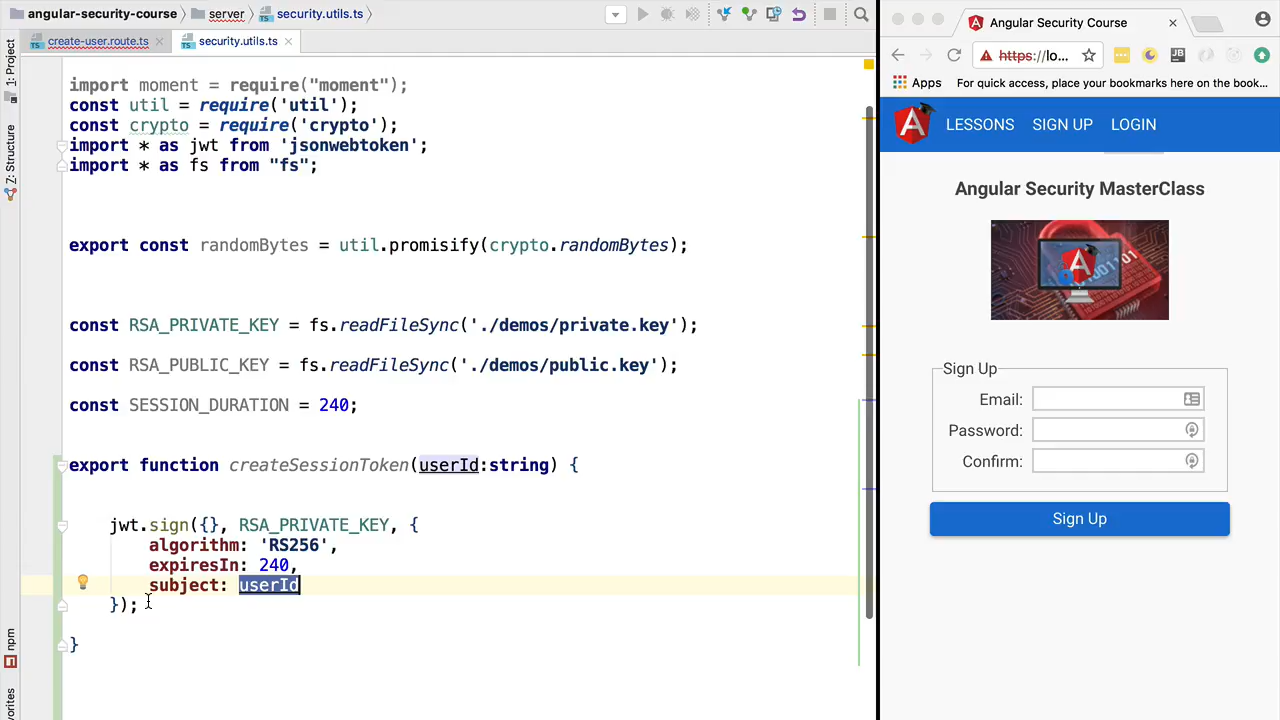 angular-security-course server security.utils.ts
create-user.route.ts security.utils.ts
1: Project
Z: Structure
npm
import moment = require("moment");
const util = require('util');
const crypto = require('crypto');
import * as jwt from 'jsonwebtoken';
import * as fs from "fs";
export const randomBytes = util.promisify(crypto.randomBytes);
const RSA_PRIVATE_KEY = fs.readFileSync('./demos/private.key');
const RSA_PUBLIC_KEY = fs.readFileSync('./demos/public.key');
const SESSION_DURATION = 240;
export function createSessionToken(userId:string) {
jwt.sign({}, RSA_PRIVATE_KEY, {
algorithm: 'RS256',
expiresIn: 240,
subject: userId
});
}
Angular Security Course
https://lo...
Apps For quick access, place your bookmarks here on the book...
LESSONS SIGN UP LOGIN
Angular Security MasterClass
Sign Up
Email:
Password:
Confirm:
Sign Up